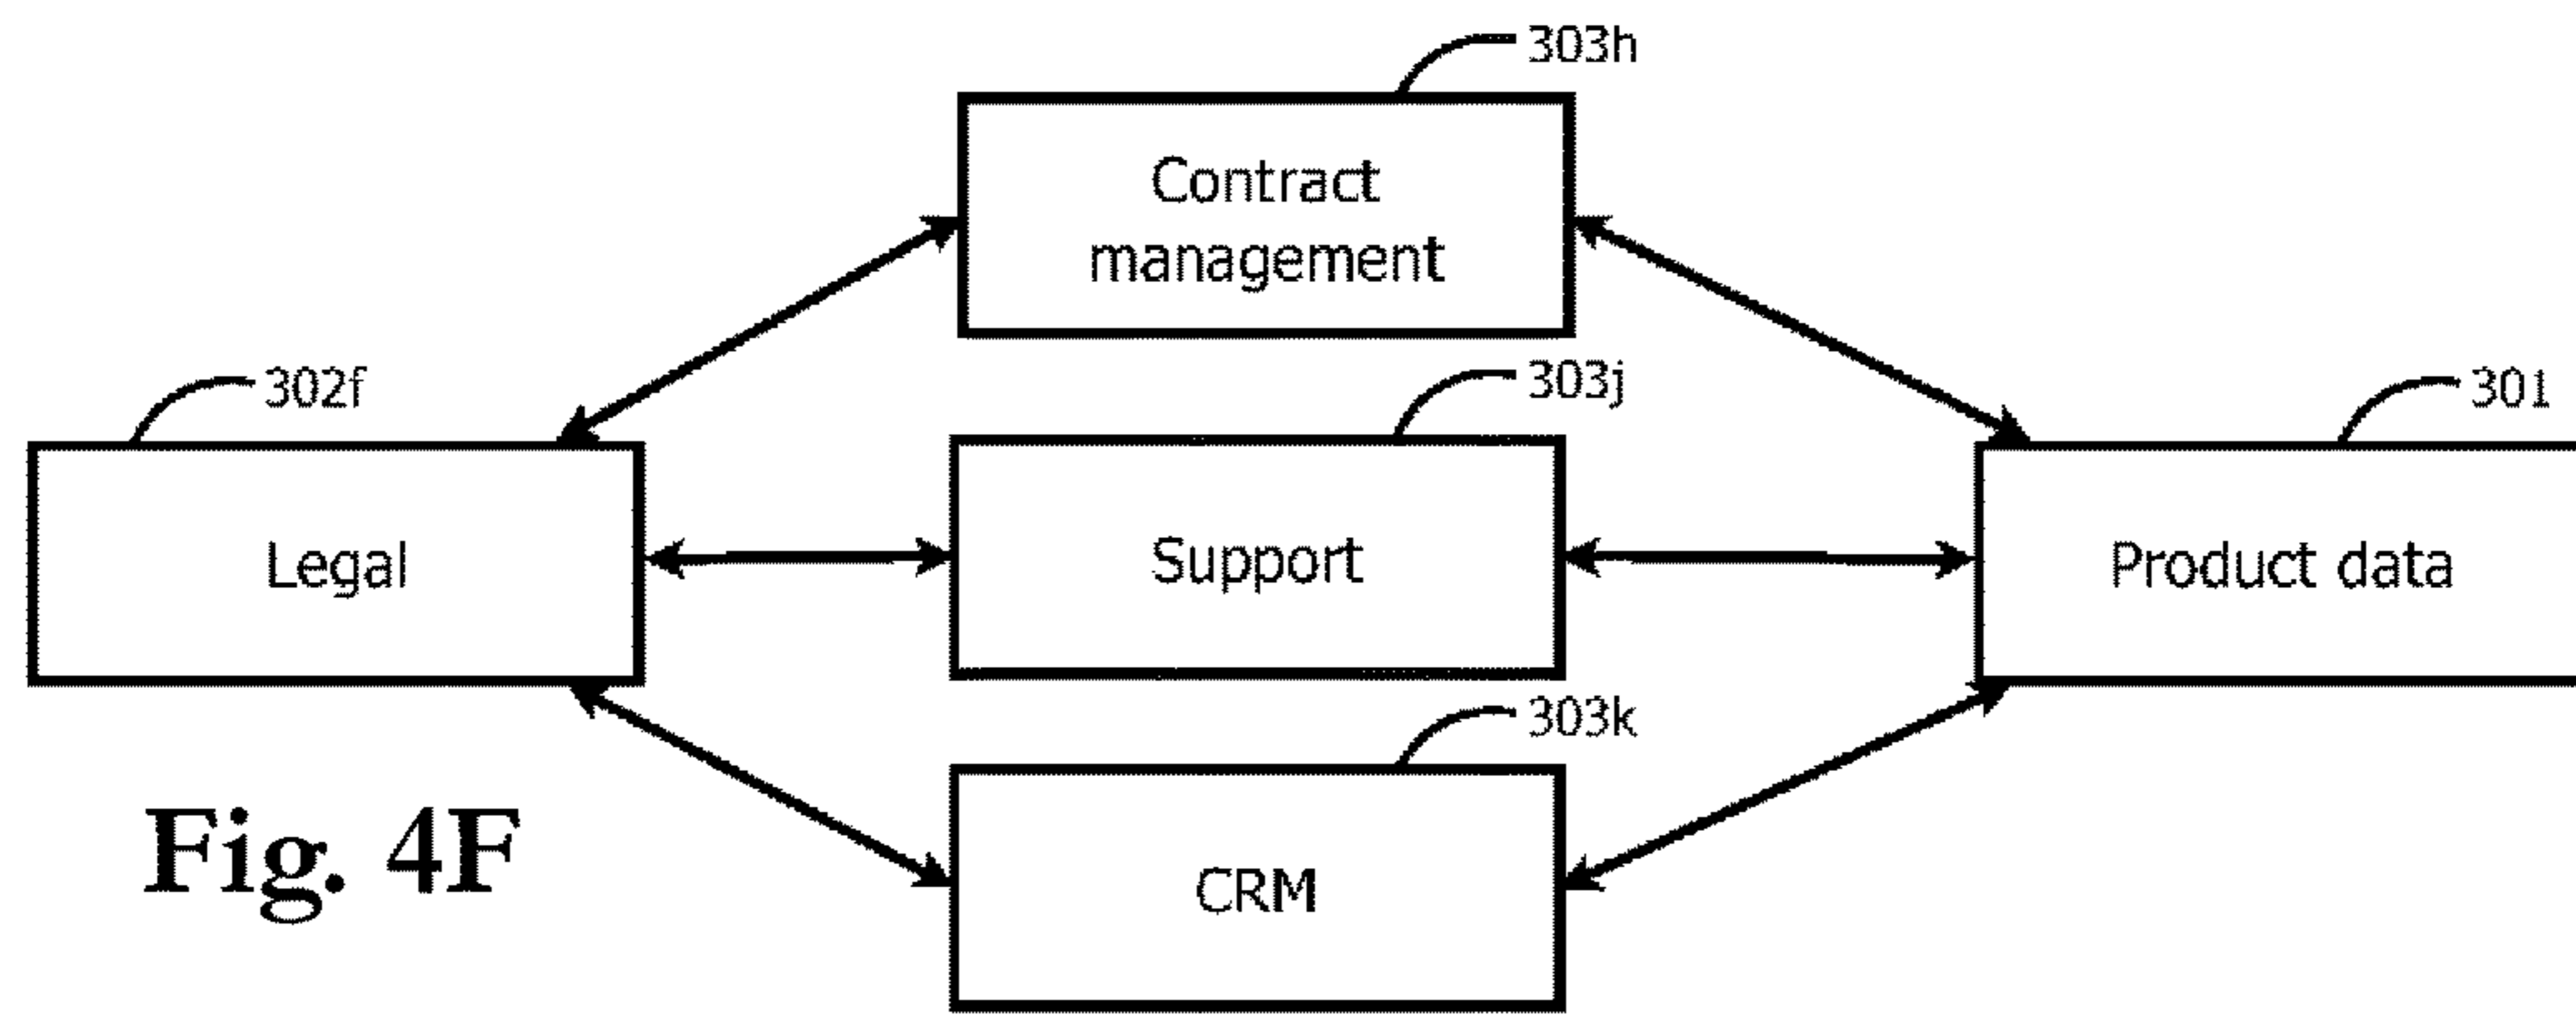 303h
Contract
management
302f
303j
301
Legal
Support
Product data
303k
CRM
Fig. 4F